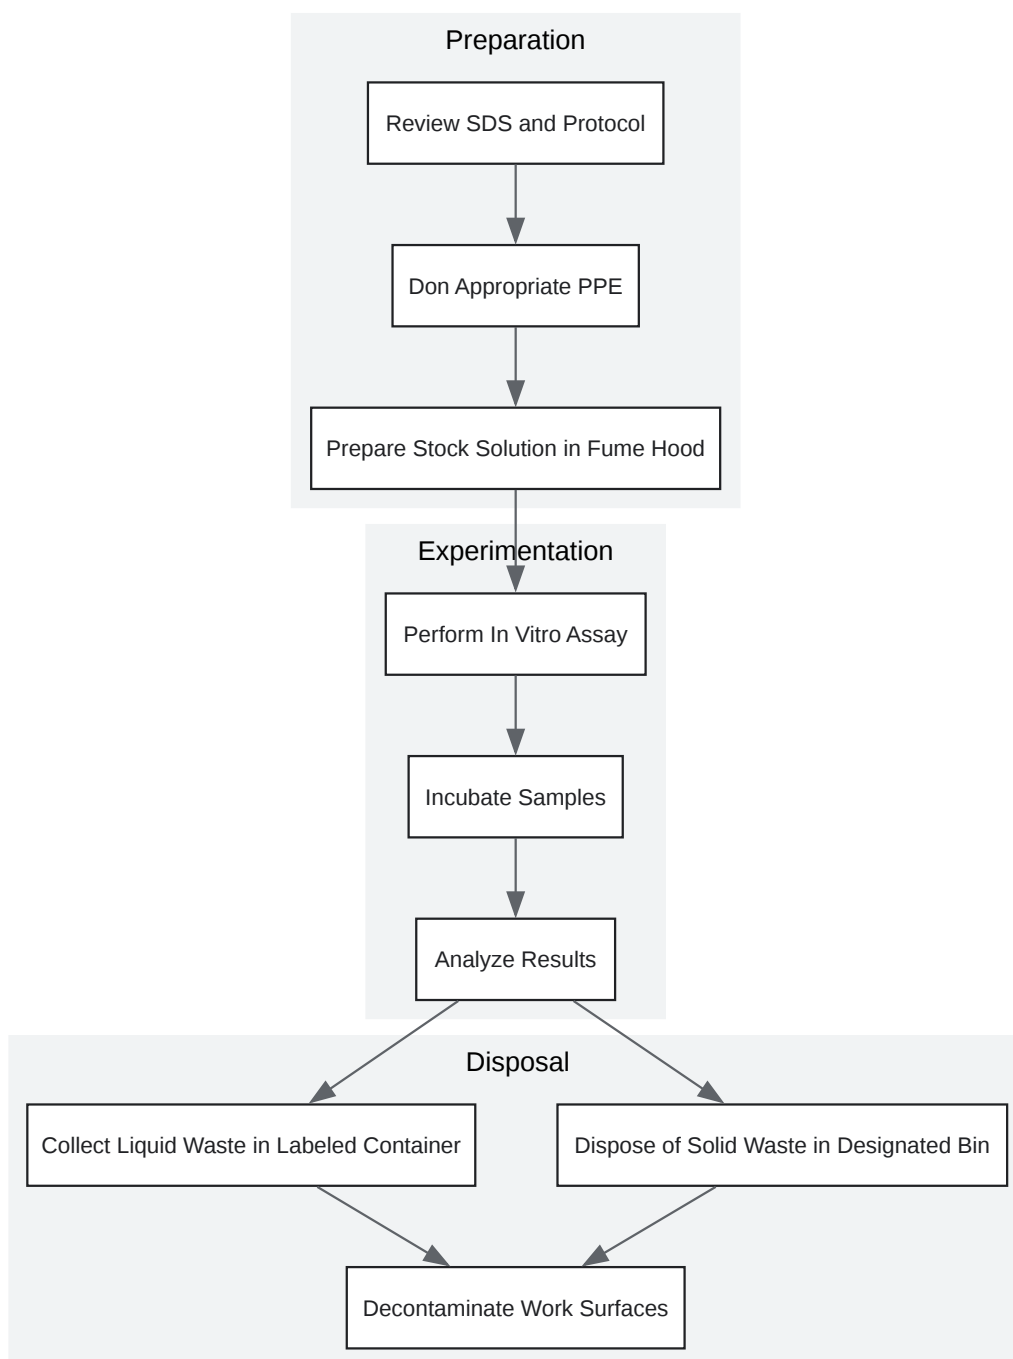 Preparation
Review SDS and Protocol
Don Appropriate PPE
Prepare Stock Solution in Fume Hood
Experimentation
Perform In Vitro Assay
Incubate Samples
Analyze Results
Disposal
Collect Liquid Waste in Labeled Container
Dispose of Solid Waste in Designated Bin
Decontaminate Work Surfaces